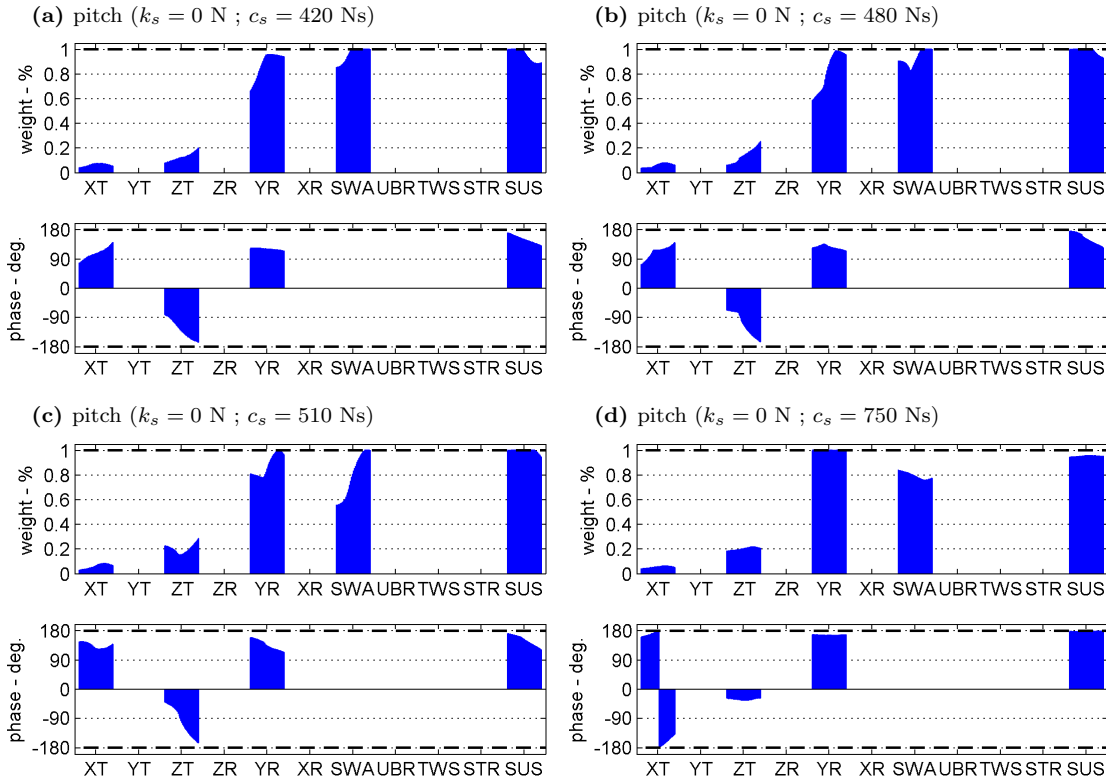 (a) pitch (kₛ = 0 N ; cₛ = 420 Ns)
1
0.8
0.6
0.4
0.2
0
weight - %
XT YT ZT ZR YR XR SWA UBR TWS STR SUS
180
90
0
-90
-180
phase - deg.
XT YT ZT ZR YR XR SWA UBR TWS STR SUS
(b) pitch (kₛ = 0 N ; cₛ = 480 Ns)
1
0.8
0.6
0.4
0.2
0
weight - %
XT YT ZT ZR YR XR SWA UBR TWS STR SUS
180
90
0
-90
-180
phase - deg.
XT YT ZT ZR YR XR SWA UBR TWS STR SUS
(c) pitch (kₛ = 0 N ; cₛ = 510 Ns)
1
0.8
0.6
0.4
0.2
0
weight - %
XT YT ZT ZR YR XR SWA UBR TWS STR SUS
180
90
0
-90
-180
phase - deg.
XT YT ZT ZR YR XR SWA UBR TWS STR SUS
(d) pitch (kₛ = 0 N ; cₛ = 750 Ns)
1
0.8
0.6
0.4
0.2
0
weight - %
XT YT ZT ZR YR XR SWA UBR TWS STR SUS
180
90
0
-90
-180
phase - deg.
XT YT ZT ZR YR XR SWA UBR TWS STR SUS